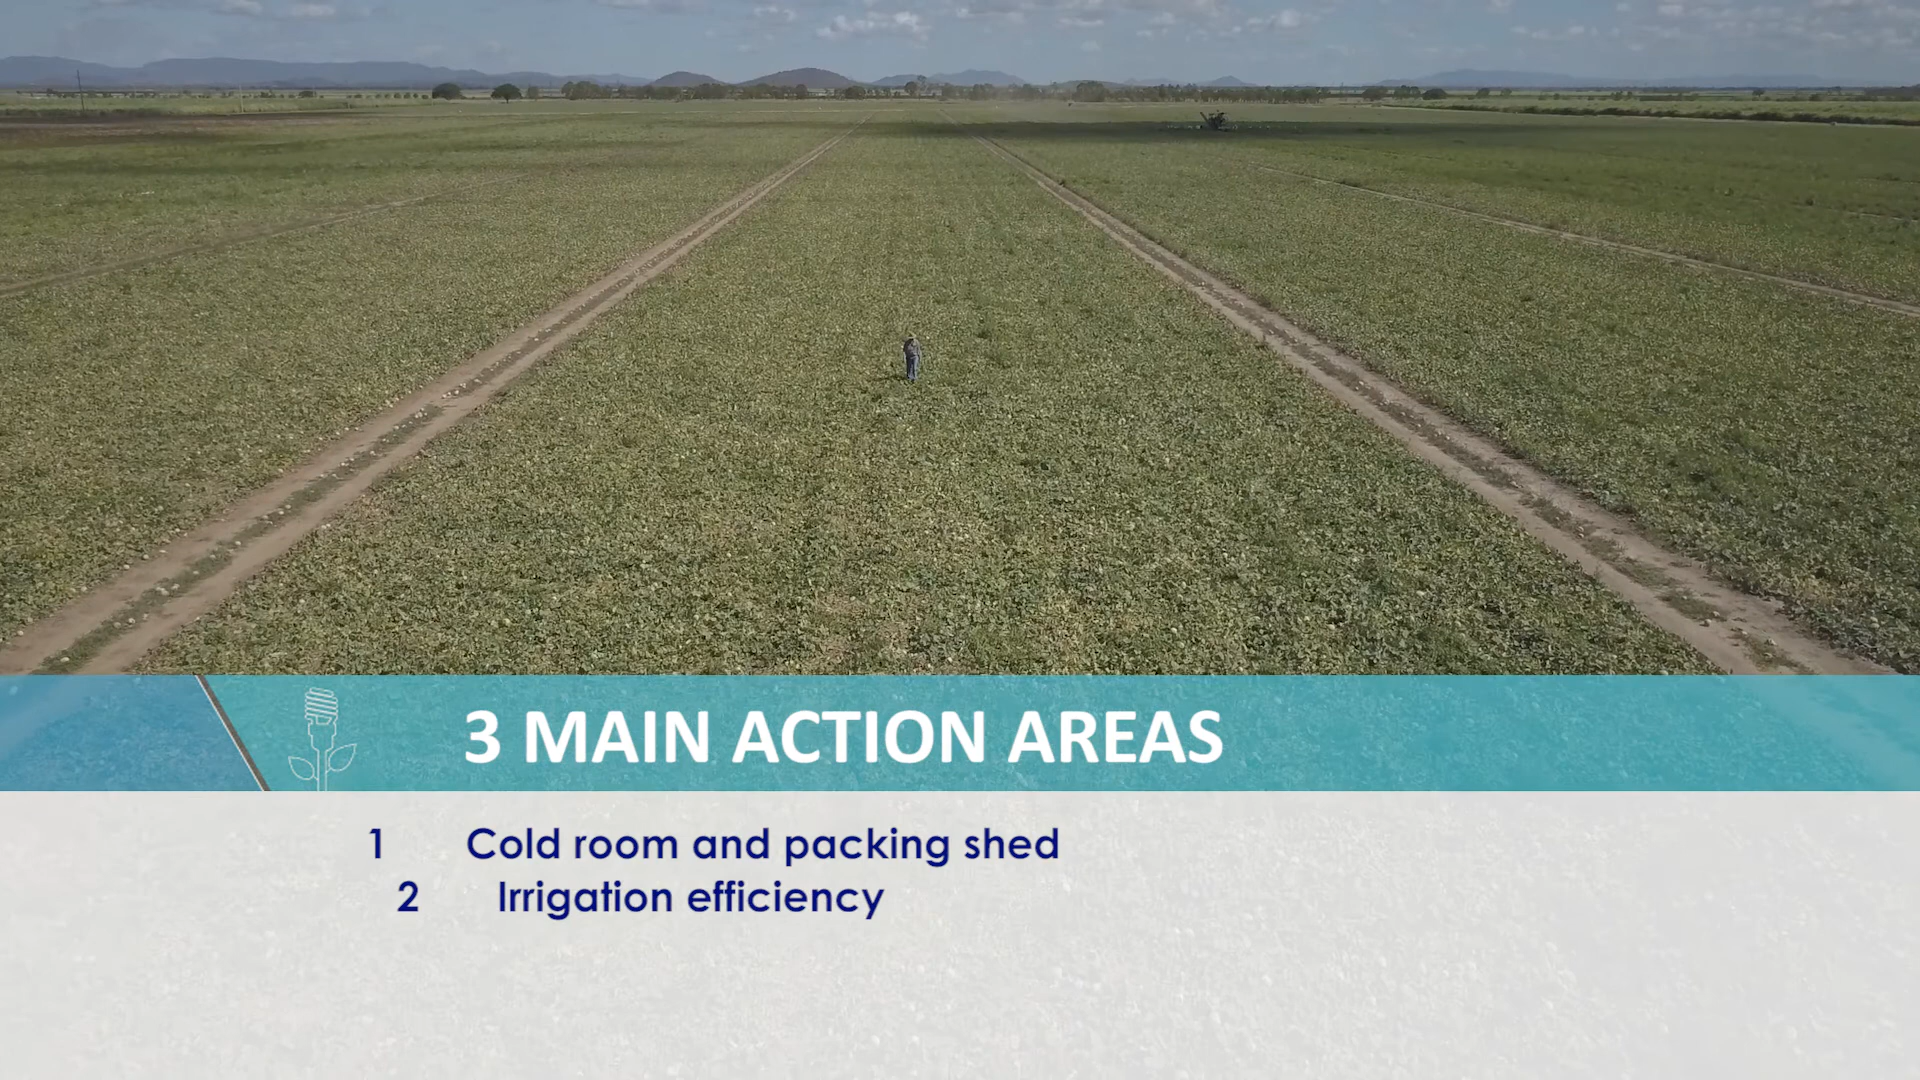 3 MAIN ACTION AREAS
1 Cold room and packing shed
2 Irrigation efficiency